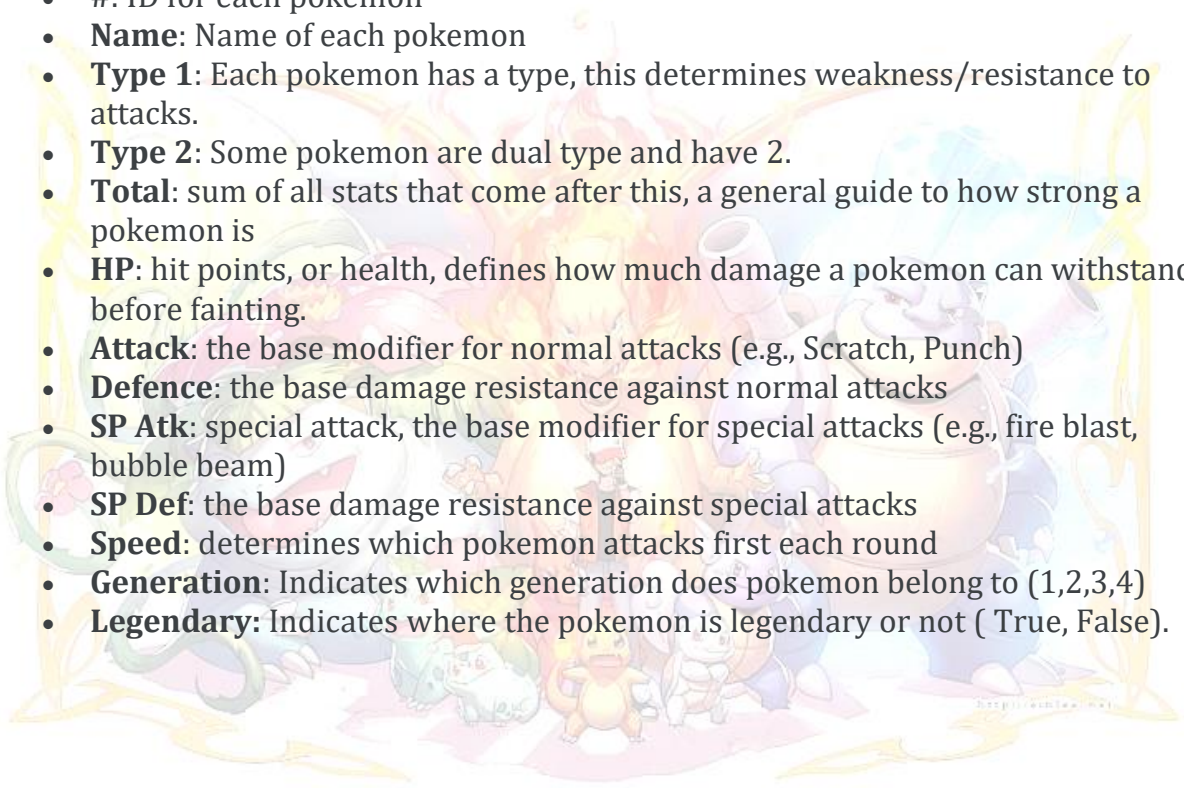 • #: ID for each pokemon
• Name: Name of each pokemon
• Type 1: Each pokemon has a type, this determines weakness/resistance to
attacks.
• Type 2: Some pokemon are dual type and have 2.
• Total: sum of all stats that come after this, a general guide to how strong a
pokemon is
• HP: hit points, or health, defines how much damage a pokemon can withstand
before fainting.
• Attack: the base modifier for normal attacks (e.g., Scratch, Punch)
• Defence: the base damage resistance against normal attacks
• SP Atk: special attack, the base modifier for special attacks (e.g., fire blast,
bubble beam)
• SP Def: the base damage resistance against special attacks
• Speed: determines which pokemon attacks first each round
• Generation: Indicates which generation does pokemon belong to (1,2,3,4)
• Legendary: Indicates where the pokemon is legendary or not ( True, False).